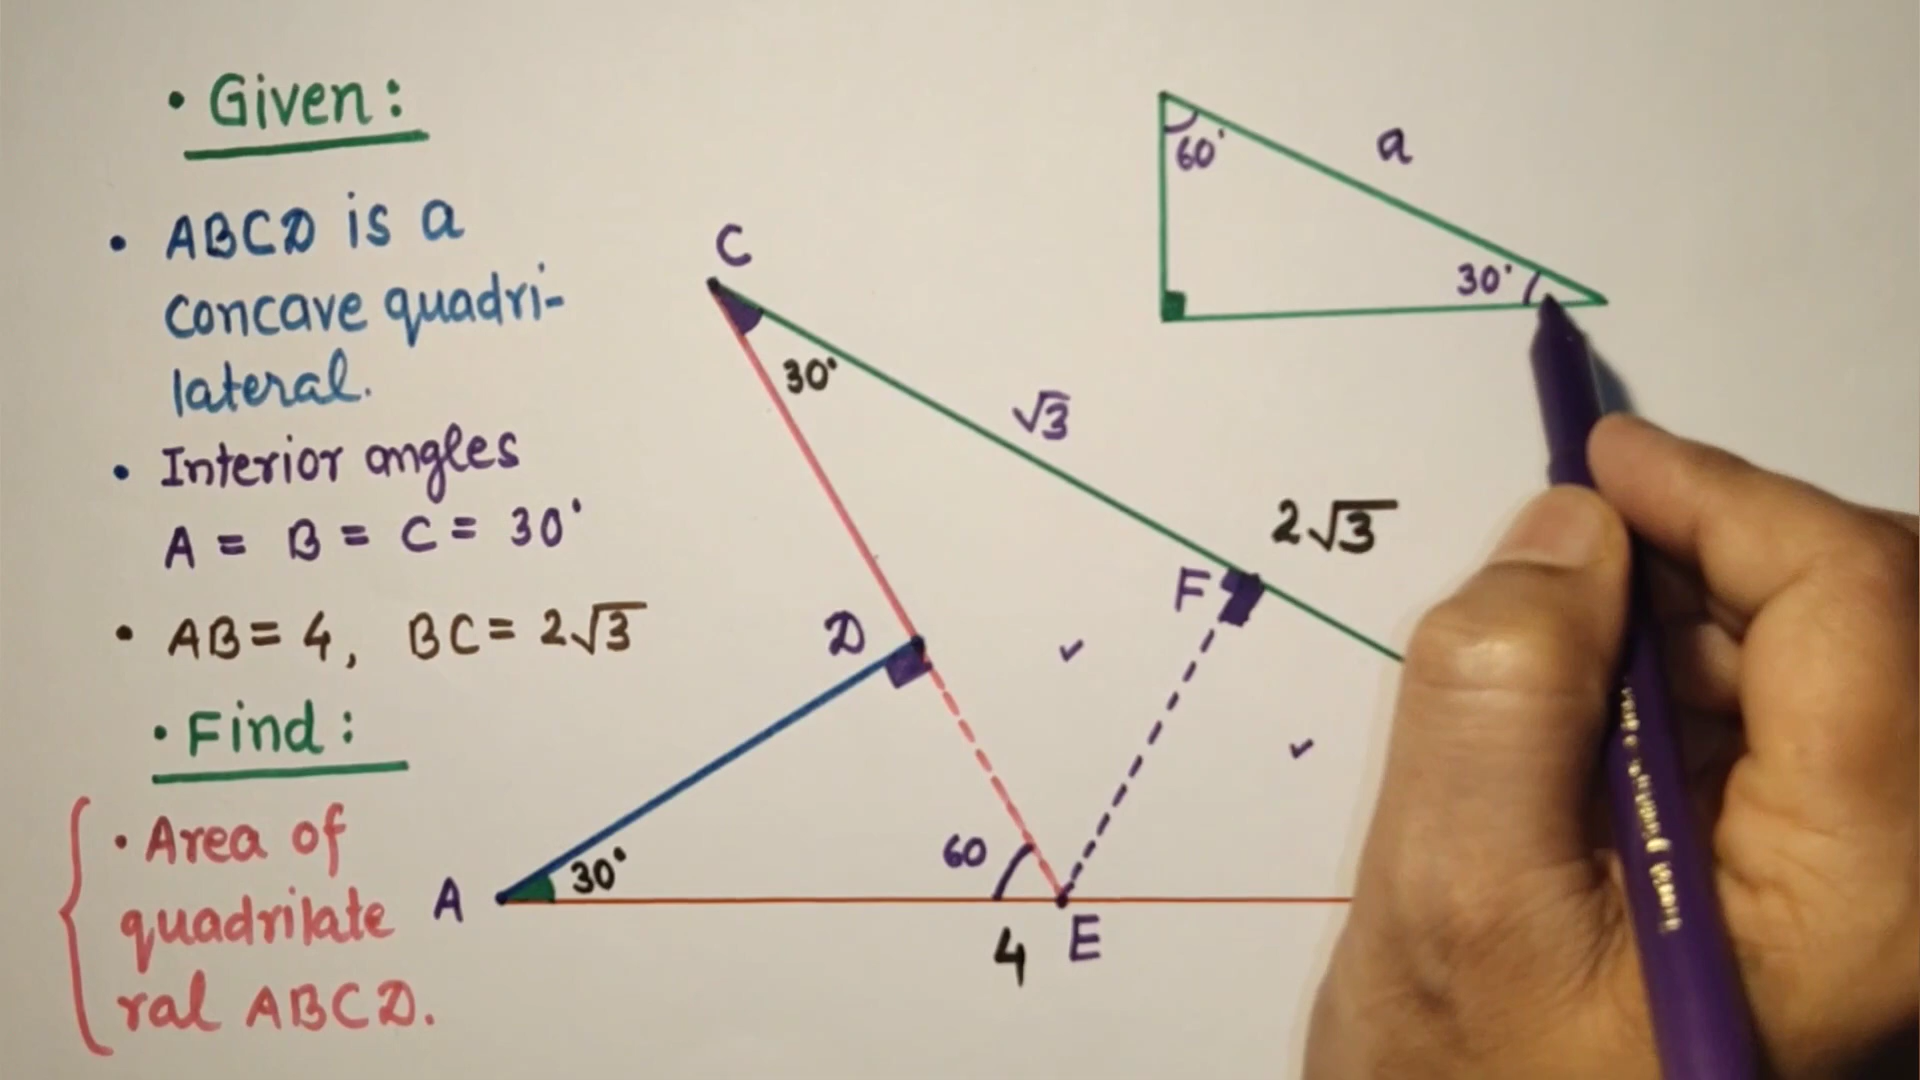 • Given:
• ABCD is a
concave quadri-
lateral.
• Interior angles
A = B = C = 30°
• AB = 4, BC = 2√3
• Find:
• Area of
quadrilate
ral ABCD.
60°
a
30°
C
30°
√3
2√3
F
D
A
30°
60
4
E